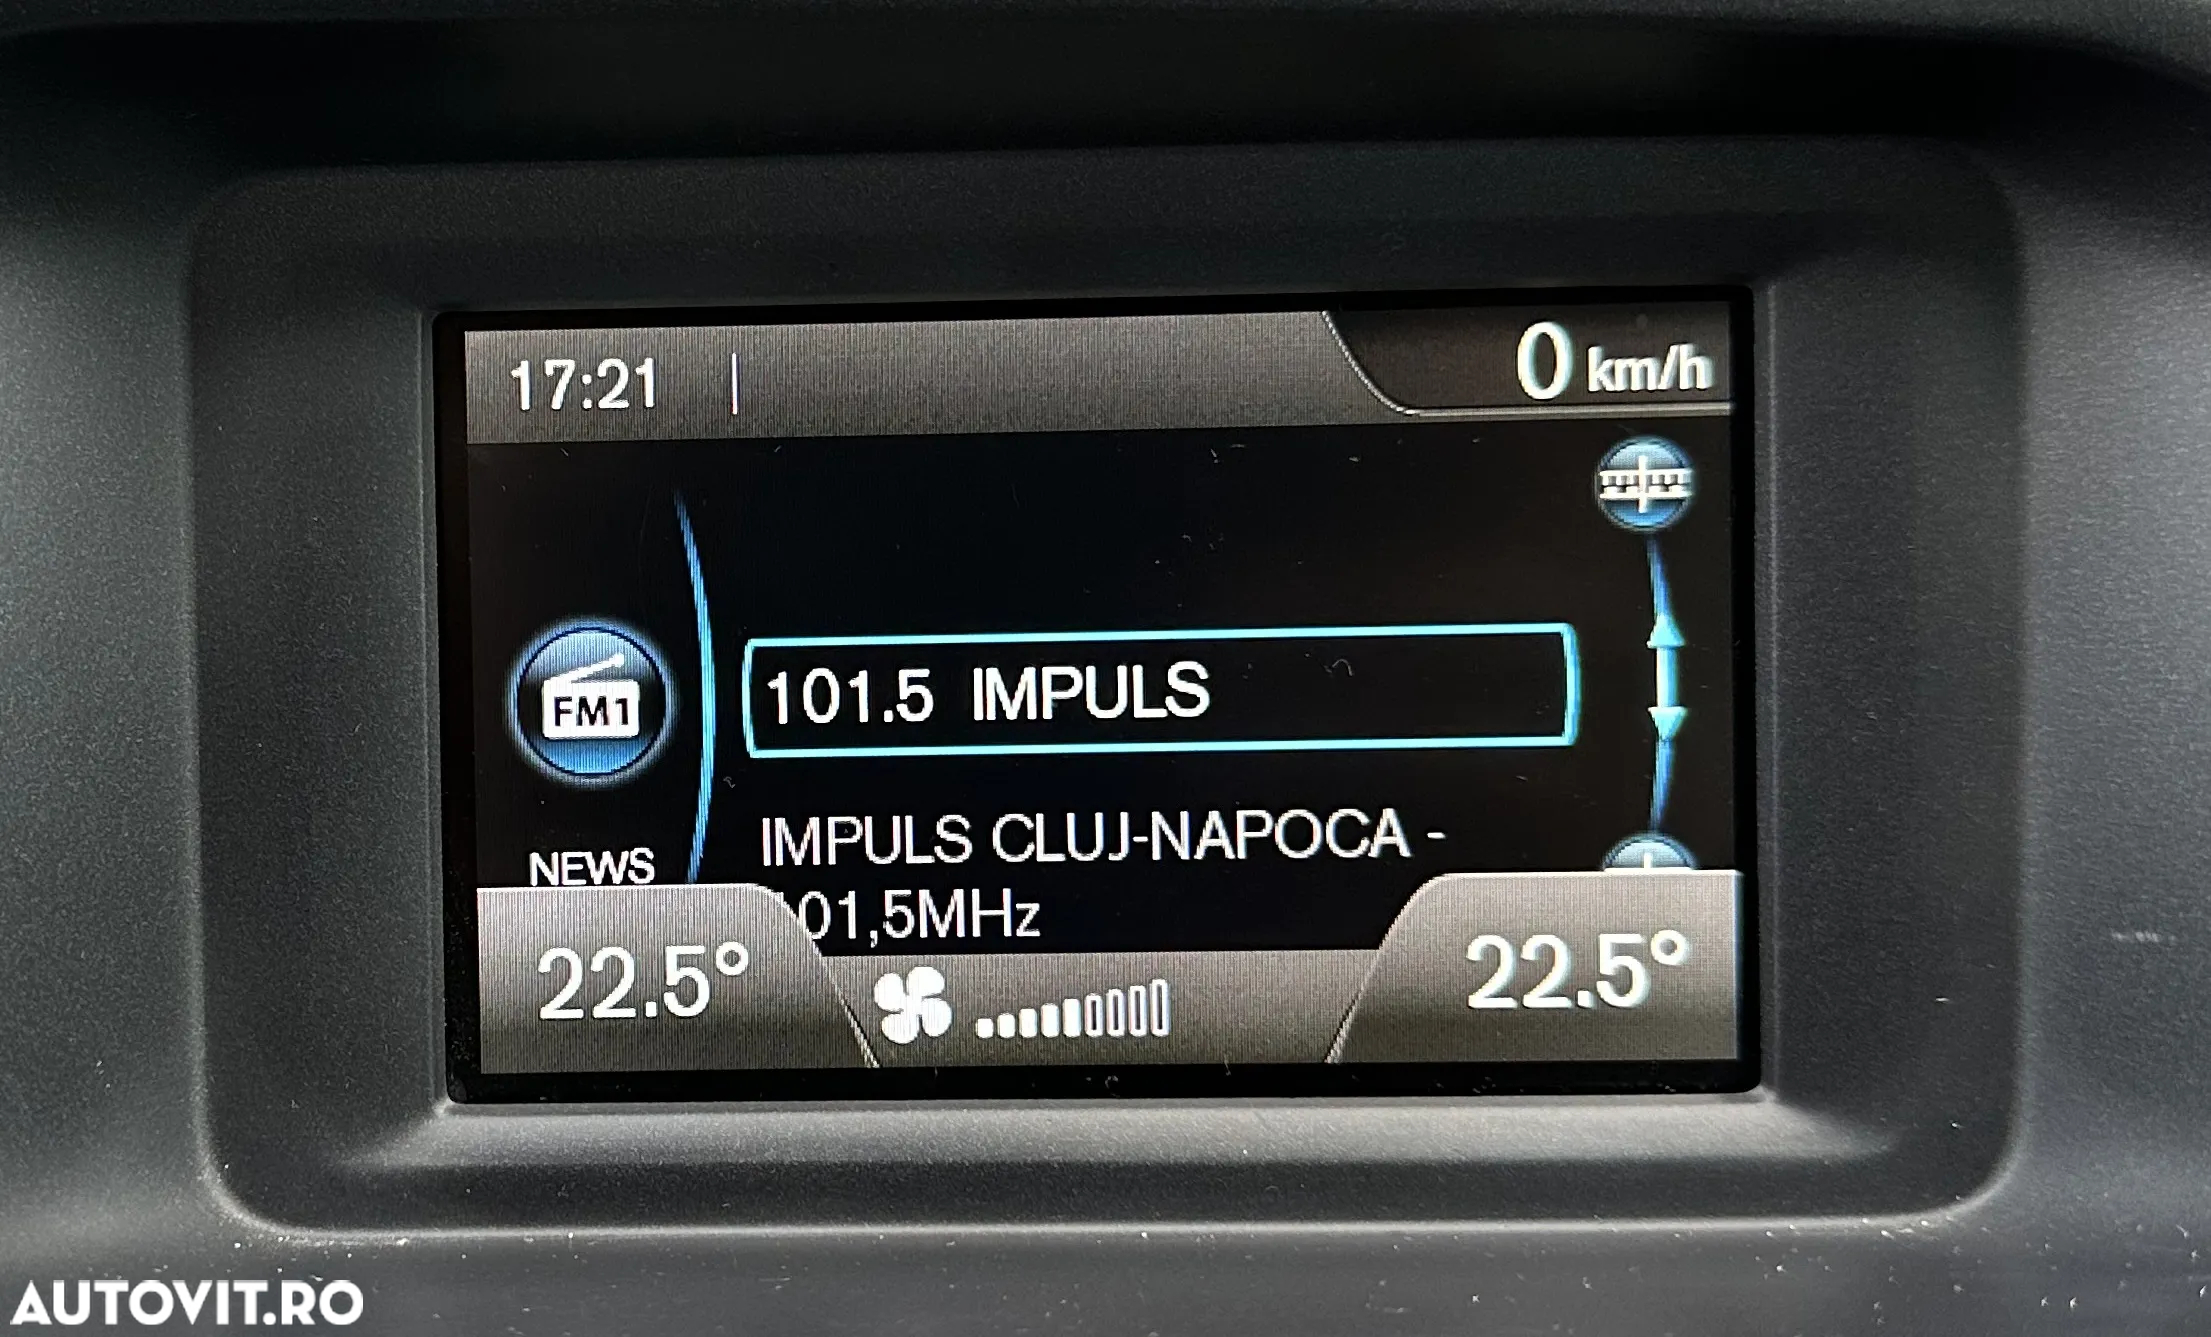 17:21
0 km/h
101.5 IMPULS
FM1
IMPULS CLUJ-NAPOCA -
NEWS
01,5MHz
22.5°
22.5°
AUTOVIT.RO